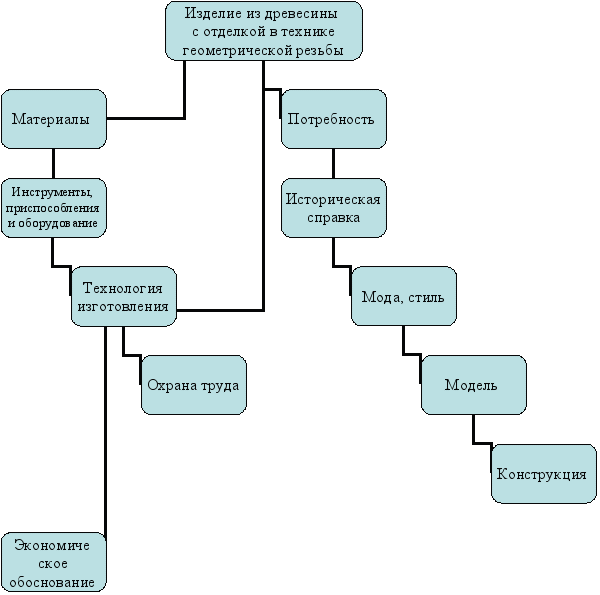 Изделие из древесины
с отделкой в технике
геометрической резьбы
Материалы
Потребность
Инструменты,
приспособления
и оборудование
Историческая
справка
Технология
изготовления
Мода, стиль
Охрана труда
Модель
Конструкция
Экономиче
ское
обоснование